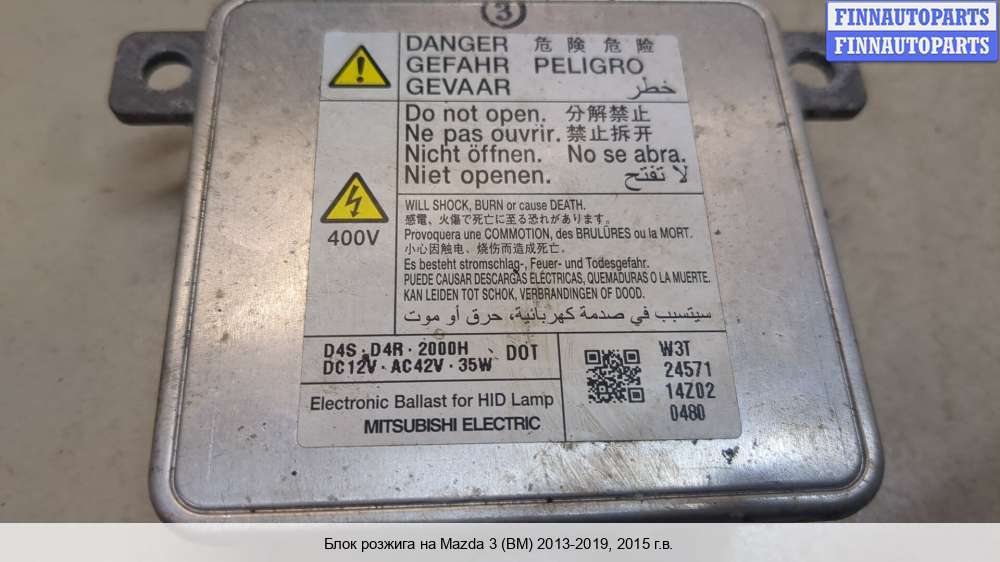 3
FINNAUTOPARTS
FINNAUTOPARTS
DANGER 危険 危险
GEFAHR PELIGRO
GEVAAR خطر
Do not open. 分解禁止
Ne pas ouvrir. 禁止拆开
Nicht öffnen. No se abra.
Niet openen. لا تفتح
400V
WILL SHOCK, BURN or cause DEATH.
感電、火傷で死亡に至る恐れがあります。
Provoquera une COMMOTION, des BRULÛRES ou la MORT.
小心因触电、烧伤而造成死亡。
Es besteht stromschlag-, Feuer- und Todesgefahr.
PUEDE CAUSAR DESCARGAS ELÉCTRICAS, QUEMADURAS O LA MUERTE.
KAN LEIDEN TOT SCHOK, VERBRANDINGEN OF DOOD.
سيتسبب في صدمة كهربائية، حرق أو موت
D4S · D4R · 2000H DOT
DC12V · AC42V · 35W
Electronic Ballast for HID Lamp
MITSUBISHI ELECTRIC
W3T
24571
14Z02
0480
Блок розжига на Mazda 3 (BM) 2013-2019, 2015 г.в.